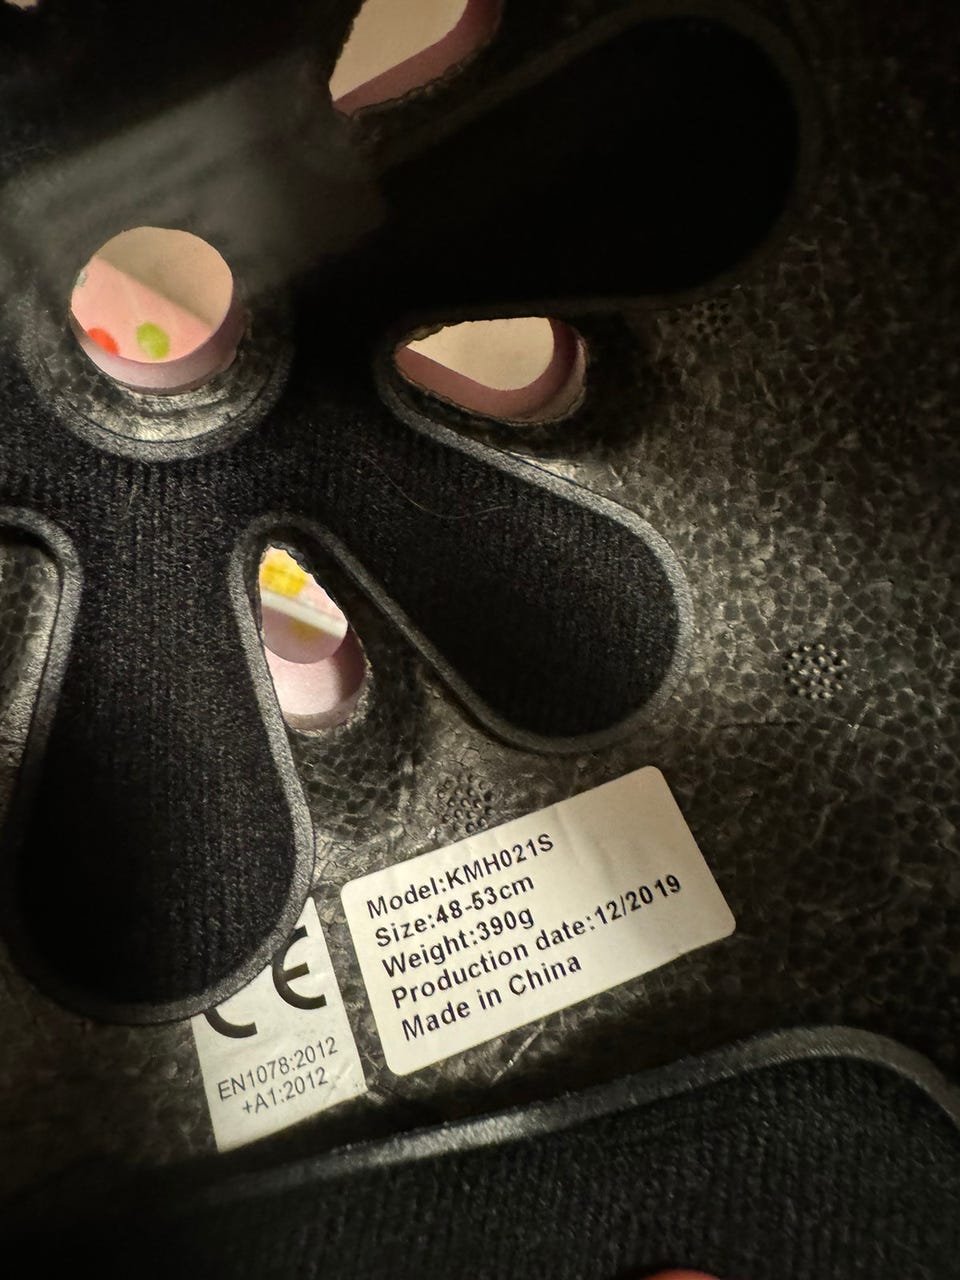 Model:KMH021S
Size:48-53cm
Weight:390g
Production date:12/2019
Made in China
CE
EN1078:2012
+A1:2012